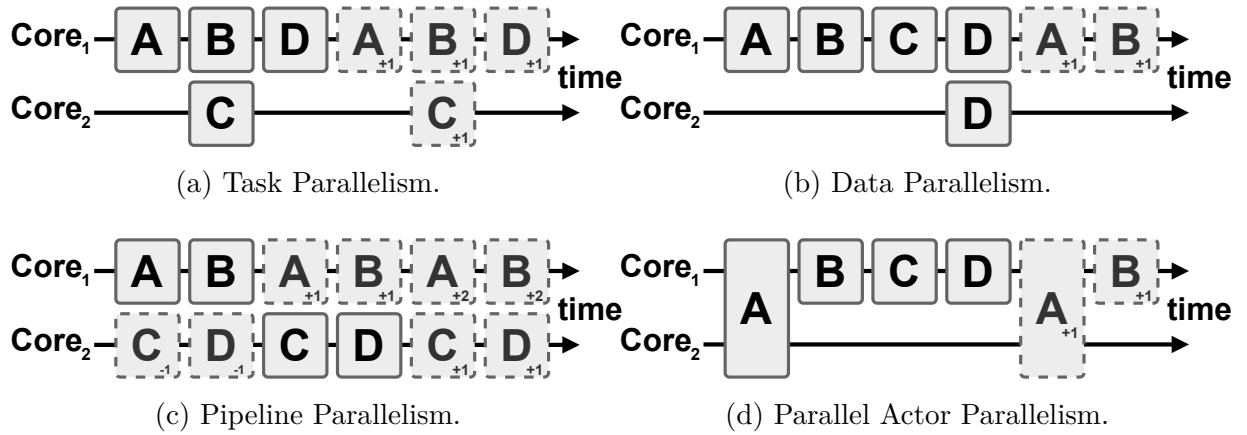 Core₁ A B D A +1 B +1 D +1
time
Core₂ C C +1
(a) Task Parallelism.
Core₁ A B C D A +1 B +1
time
Core₂ D
(b) Data Parallelism.
Core₁ A B A +1 B +1 A +2 B +2
time
Core₂ C -1 D -1 C D C +1 D +1
(c) Pipeline Parallelism.
Core₁ B C D B +1
A A +1 time
Core₂
(d) Parallel Actor Parallelism.